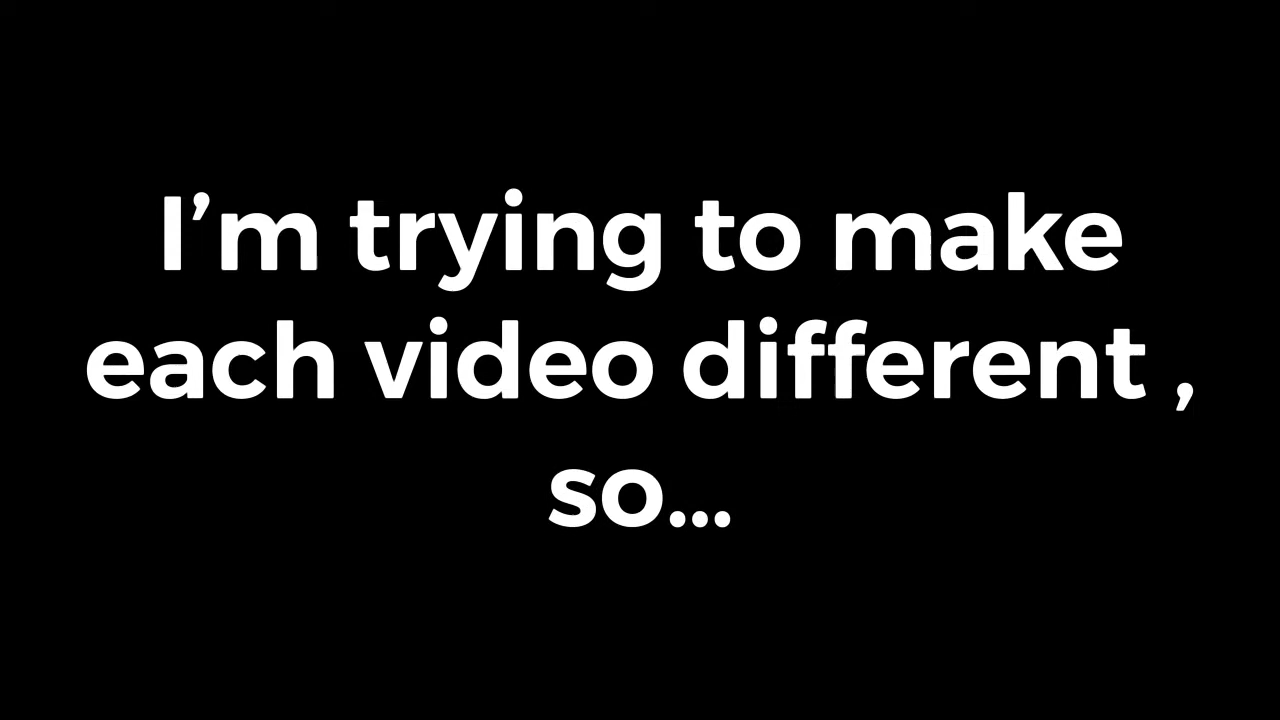 I’m trying to make
each video different ,
so...